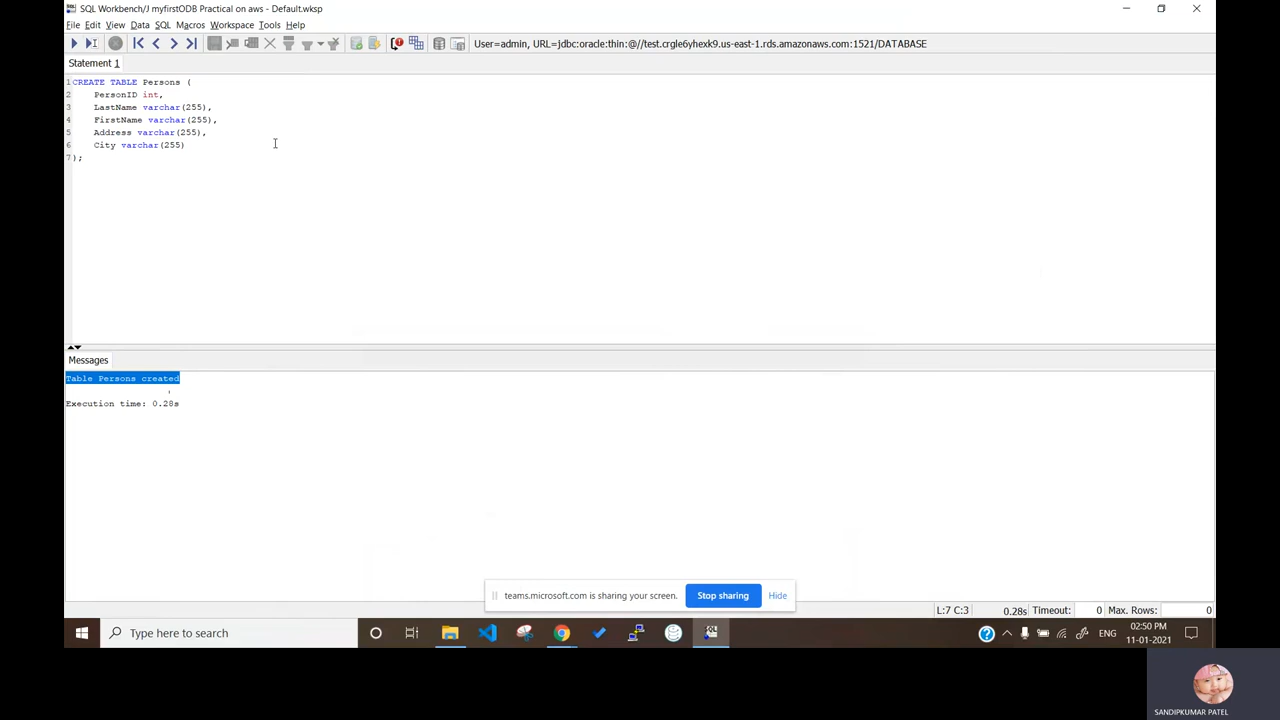 SQL Workbench/J myfirstODB Practical on aws - Default.wksp
File Edit View Data SQL Macros Workspace Tools Help
User=admin, URL=jdbc:oracle:thin:@//test.crgle6yhexk9.us-east-1.rds.amazonaws.com:1521/DATABASE
Statement 1
1 CREATE TABLE Persons (
2 PersonID int,
3 LastName varchar(255),
4 FirstName varchar(255),
5 Address varchar(255),
6 City varchar(255)
7 );
Messages
Table Persons created
Execution time: 0.28s
teams.microsoft.com is sharing your screen. Stop sharing Hide
L:7 C:3 0.28s Timeout: 0 Max. Rows: 0
Type here to search
ENG
02:50 PM
11-01-2021
SANDIPKUMAR PATEL